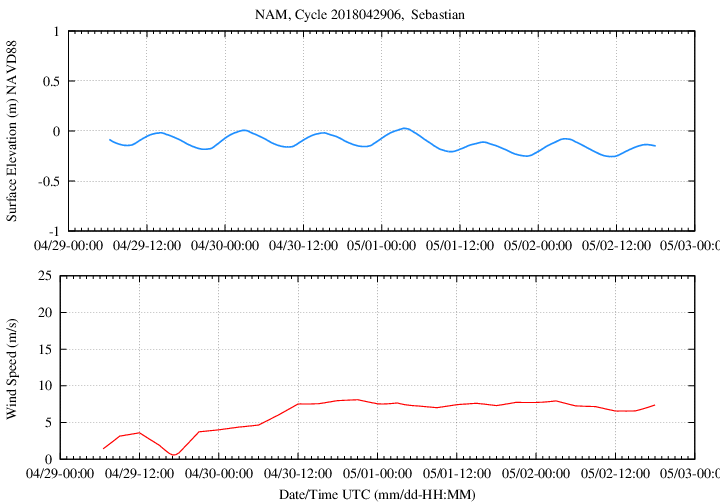 NAM, Cycle 2018042906,  Sebastian
Surface Elevation (m) NAVD88
1
0.5
0
-0.5
-1
04/29-00:00 04/29-12:00 04/30-00:00 04/30-12:00 05/01-00:00 05/01-12:00 05/02-00:00 05/02-12:00 05/03-00:00
Wind Speed (m/s)
25
20
15
10
5
0
04/29-00:00 04/29-12:00 04/30-00:00 04/30-12:00 05/01-00:00 05/01-12:00 05/02-00:00 05/02-12:00 05/03-00:00
Date/Time UTC (mm/dd-HH:MM)